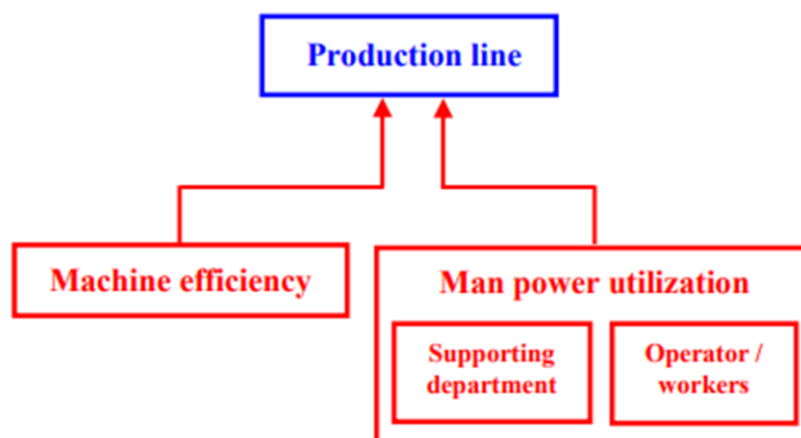 Production line
Machine efficiency
Man power utilization
Supporting
department
Operator /
workers